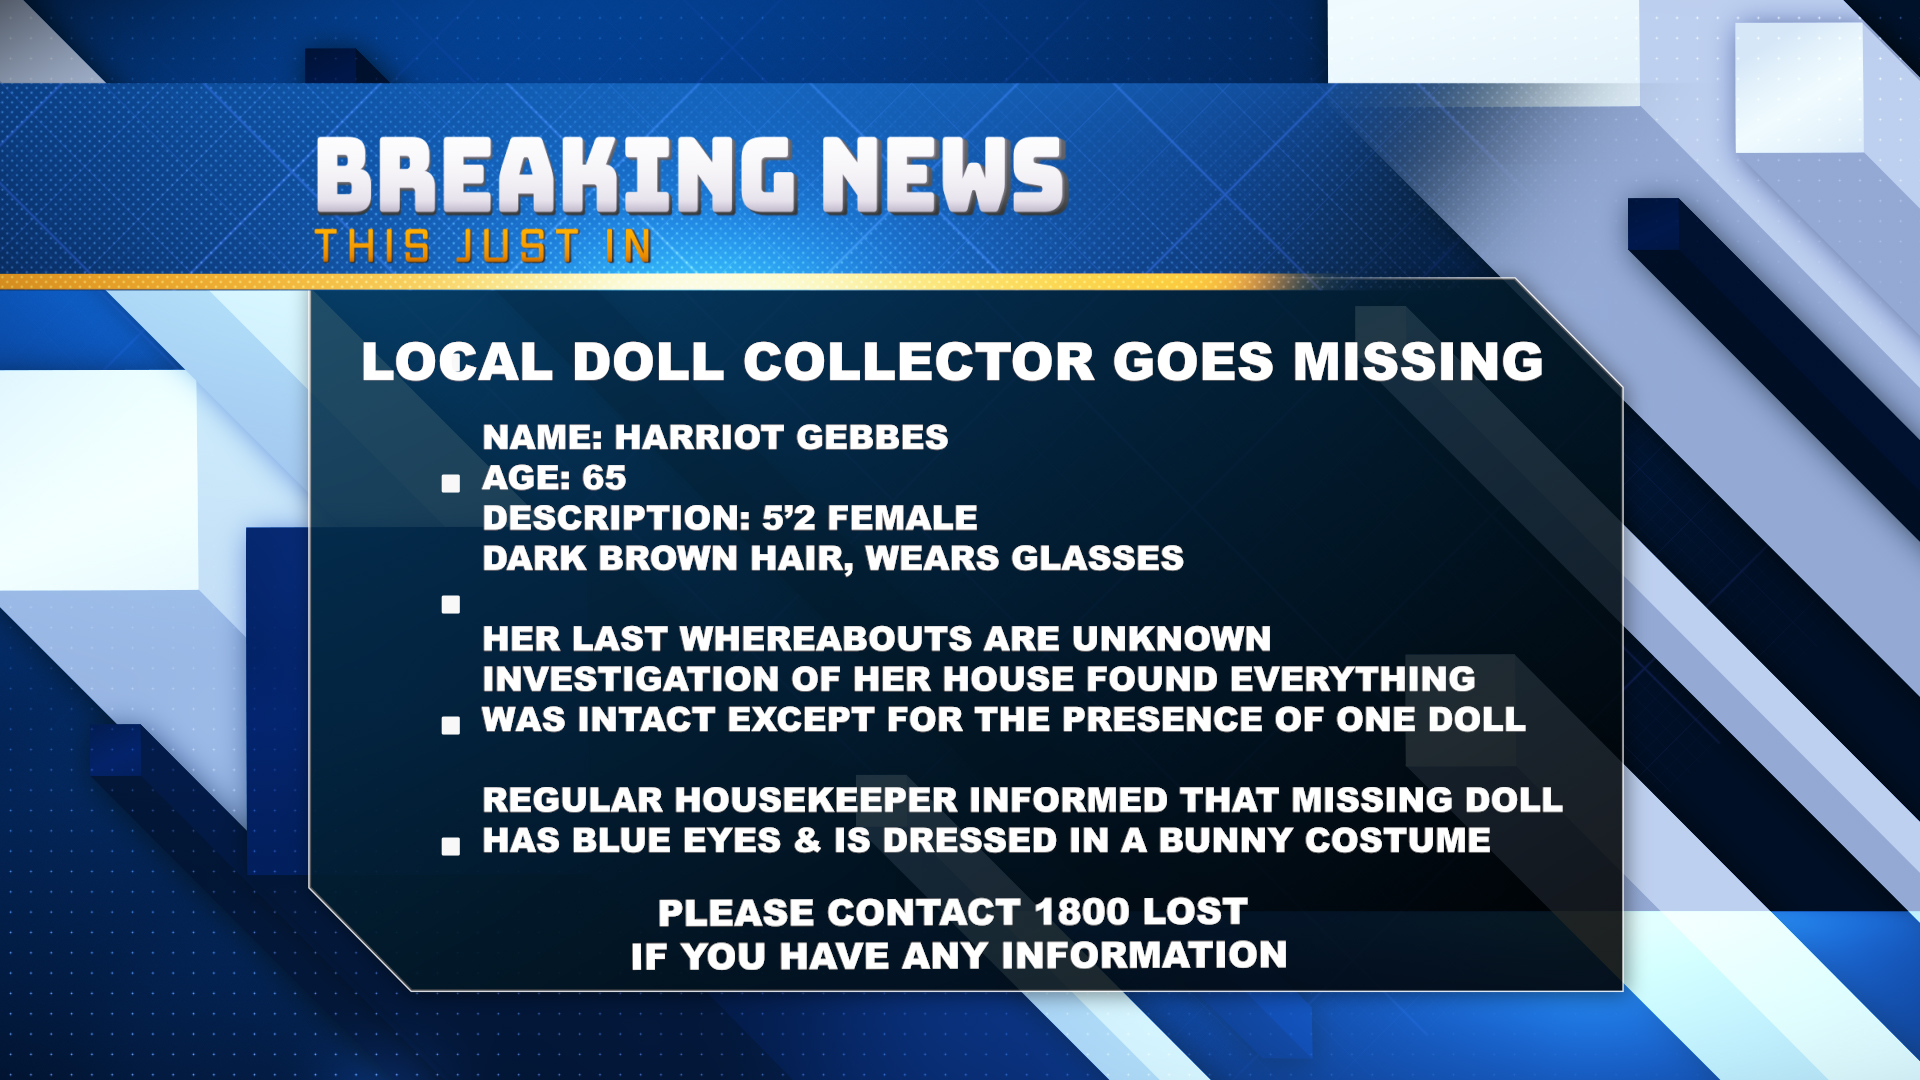 BREAKING NEWS
THIS JUST IN
LOCAL DOLL COLLECTOR GOES MISSING
NAME: HARRIOT GEBBES
AGE: 65
DESCRIPTION: 5’2 FEMALE
DARK BROWN HAIR, WEARS GLASSES
HER LAST WHEREABOUTS ARE UNKNOWN
INVESTIGATION OF HER HOUSE FOUND EVERYTHING
WAS INTACT EXCEPT FOR THE PRESENCE OF ONE DOLL
REGULAR HOUSEKEEPER INFORMED THAT MISSING DOLL
HAS BLUE EYES & IS DRESSED IN A BUNNY COSTUME
PLEASE CONTACT 1800 LOST
IF YOU HAVE ANY INFORMATION